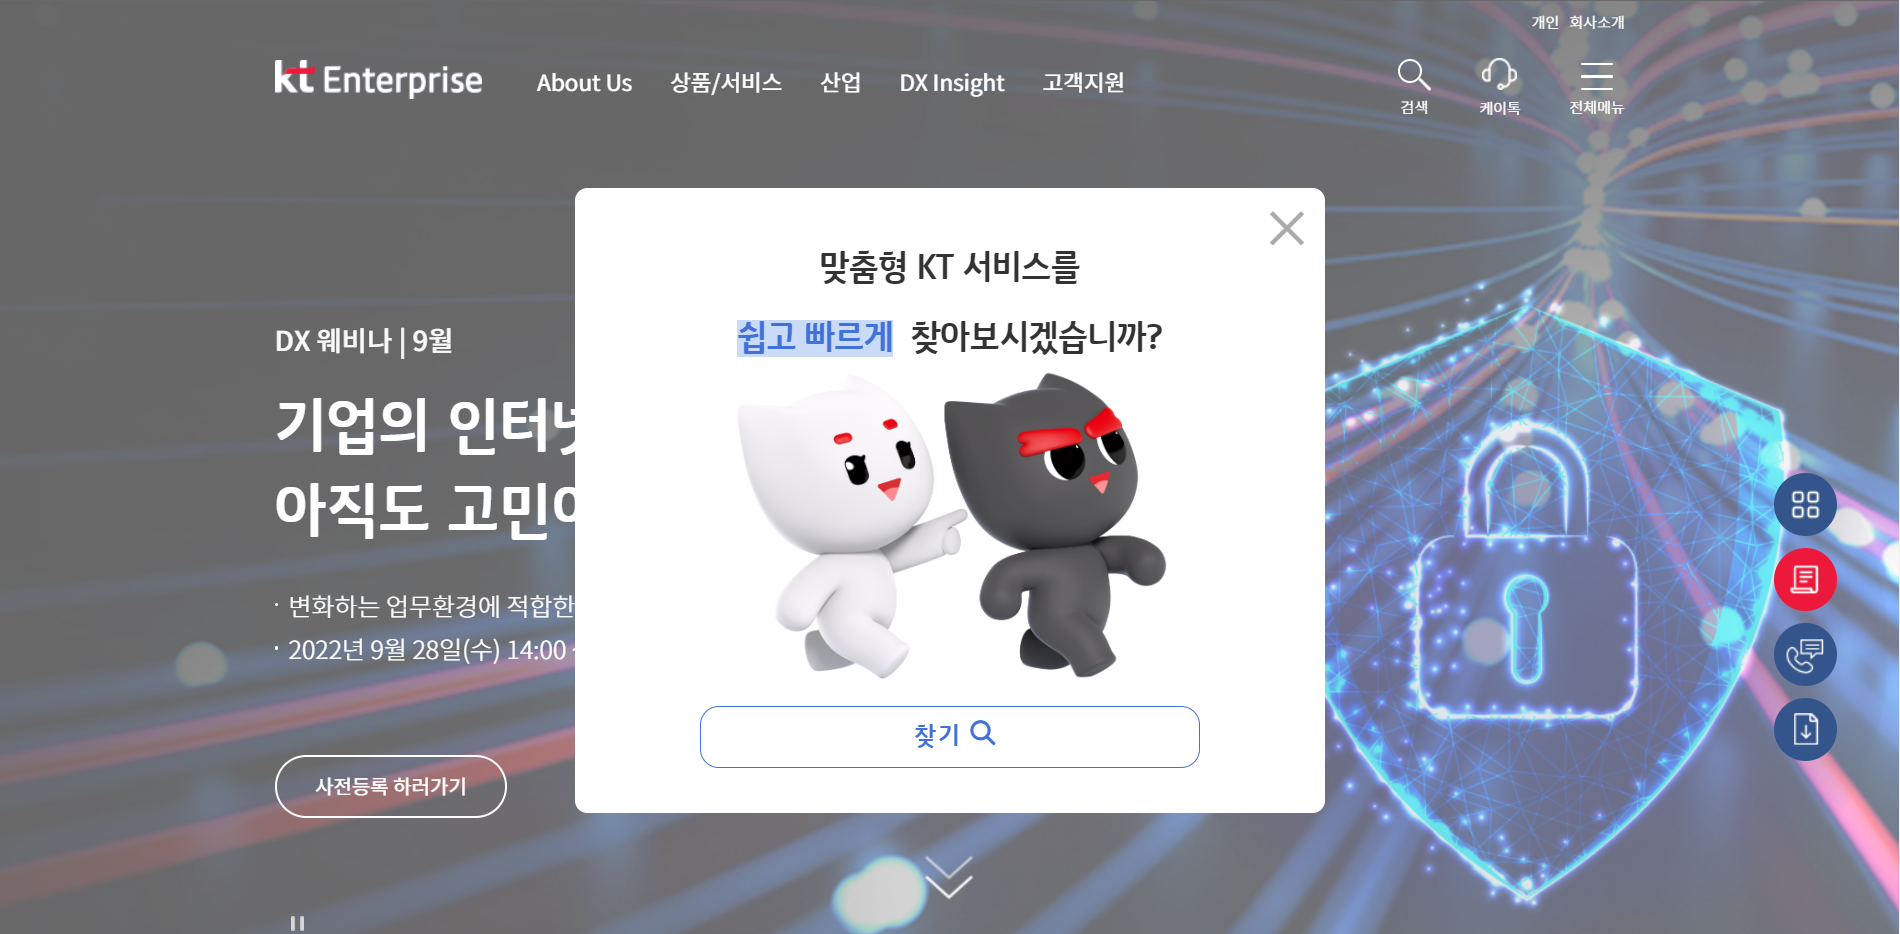 개인 회사소개
kt Enterprise About Us 상품/서비스 산업 DX Insight 고객지원
검색 케이톡 전체메뉴
맞춤형 KT 서비스를
쉽고 빠르게 찾아보시겠습니까?
찾기
DX 웨비나 | 9월
기업의 인터
아직도 고민
· 변화하는 업무환경에 적합한
· 2022년 9월 28일(수) 14:00
사전등록 하러가기